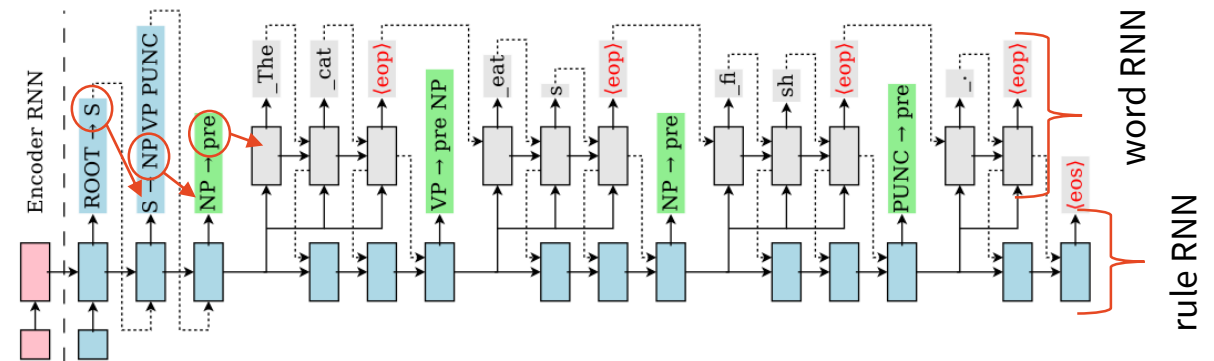 Encoder RNN
ROOT → S
S → NP VP PUNC
NP → pre
_The
_cat
⟨eop⟩
VP → pre NP
_eat
s
⟨eop⟩
NP → pre
_fi
sh
⟨eop⟩
PUNC → pre
_.
⟨eop⟩
⟨eos⟩
word RNN
rule RNN